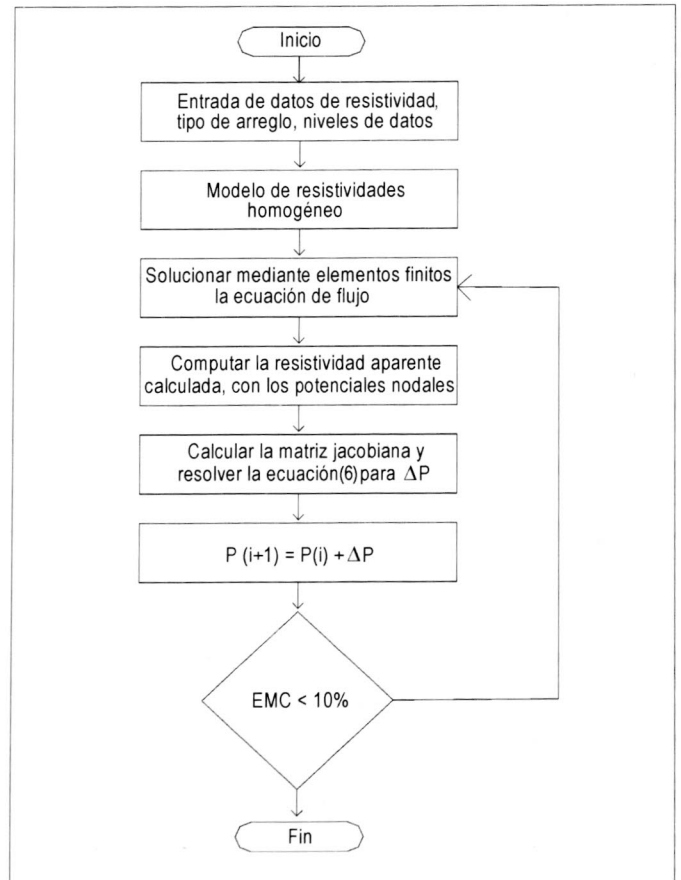 Inicio
Entrada de datos de resistividad,
tipo de arreglo, niveles de datos
Modelo de resistividades
homogéneo
Solucionar mediante elementos finitos
la ecuación de flujo
Computar la resistividad aparente
calculada, con los potenciales nodales
Calcular la matriz jacobiana y
resolver la ecuación(6)para ΔP
P (i+1) = P(i) + ΔP
EMC < 10%
Fin